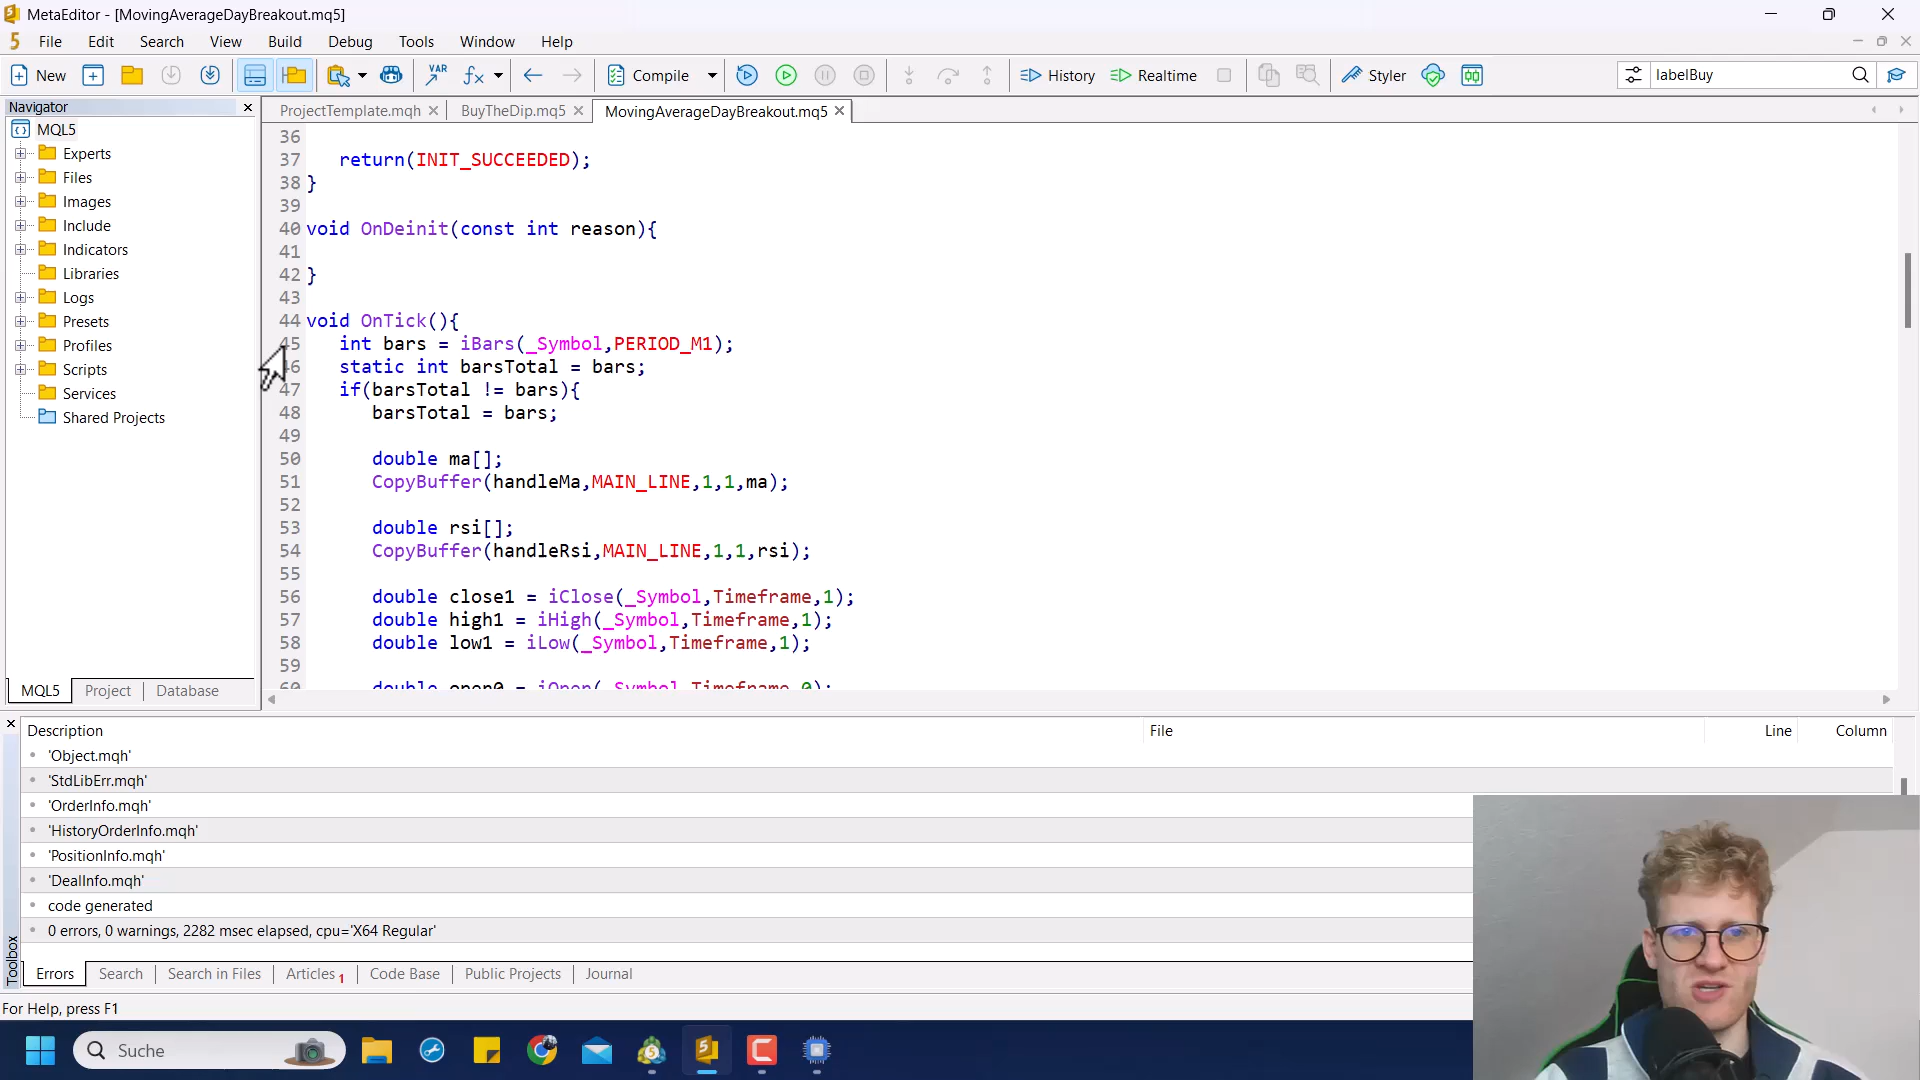 MetaEditor - [MovingAverageDayBreakout.mq5]
5 File Edit Search View Build Debug Tools Window Help
New Compile History Realtime Styler labelBuy
Navigator
MQL5
Experts
Files
Images
Include
Indicators
Libraries
Logs
Presets
Profiles
Scripts
Services
Shared Projects
MQL5 Project Database
ProjectTemplate.mqh BuyTheDip.mq5 MovingAverageDayBreakout.mq5
36
37 return(INIT_SUCCEEDED);
38 }
39
40 void OnDeinit(const int reason){
41
42 }
43
44 void OnTick(){
45 int bars = iBars(_Symbol,PERIOD_M1);
46 static int barsTotal = bars;
47 if(barsTotal != bars){
48 barsTotal = bars;
49
50 double ma[];
51 CopyBuffer(handleMa,MAIN_LINE,1,1,ma);
52
53 double rsi[];
54 CopyBuffer(handleRsi,MAIN_LINE,1,1,rsi);
55
56 double close1 = iClose(_Symbol,Timeframe,1);
57 double high1 = iHigh(_Symbol,Timeframe,1);
58 double low1 = iLow(_Symbol,Timeframe,1);
59
60 double open0 = iOpen(_Symbol,Timeframe,0);
Description File Line Column
'Object.mqh'
'StdLibErr.mqh'
'OrderInfo.mqh'
'HistoryOrderInfo.mqh'
'PositionInfo.mqh'
'DealInfo.mqh'
code generated
0 errors, 0 warnings, 2282 msec elapsed, cpu='X64 Regular'
Toolbox
Errors Search Search in Files Articles 1 Code Base Public Projects Journal
For Help, press F1
Suche